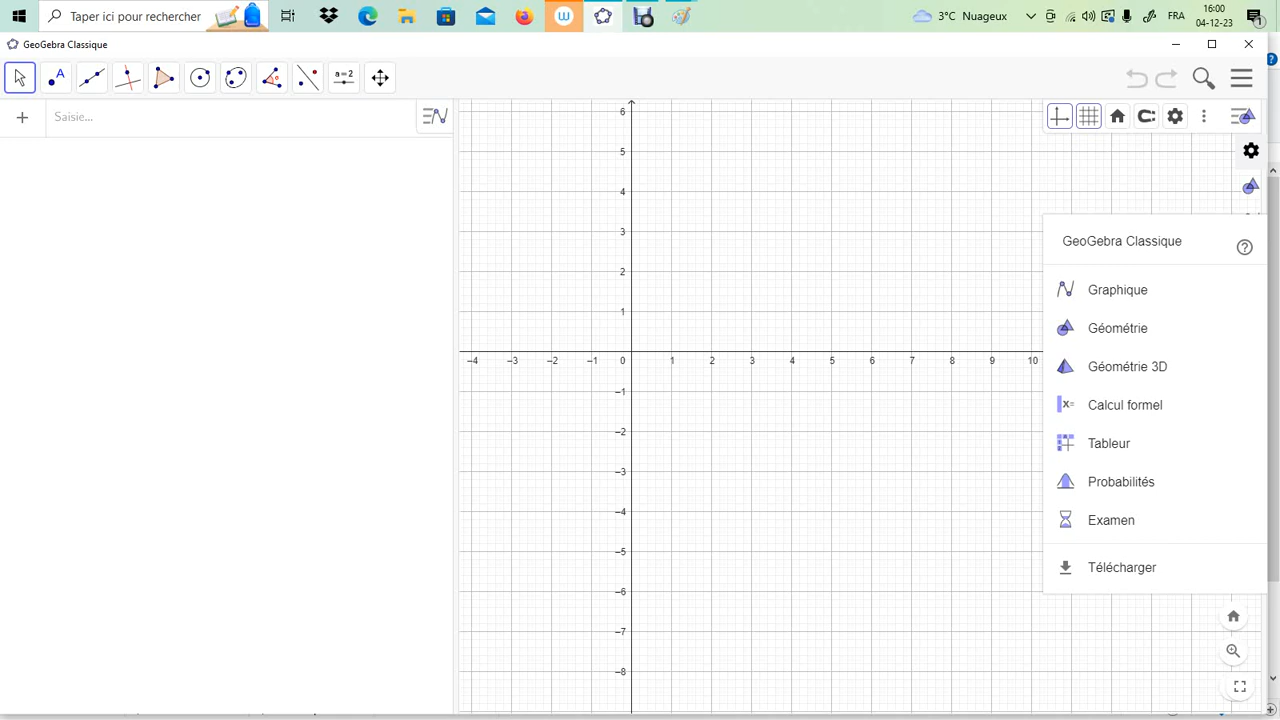 Taper ici pour rechercher
3°C Nuageux
FRA
16:00
04-12-23
1
GeoGebra Classique
A
a=2
+ Saisie...
6
5
4
3
2
1
−4 −3 −2 −1 0 1 2 3 4 5 6 7 8 9 10
−1
−2
−3
−4
−5
−6
−7
−8
GeoGebra Classique
Graphique
Géométrie
Géométrie 3D
x= Calcul formel
Tableur
Probabilités
Examen
Télécharger